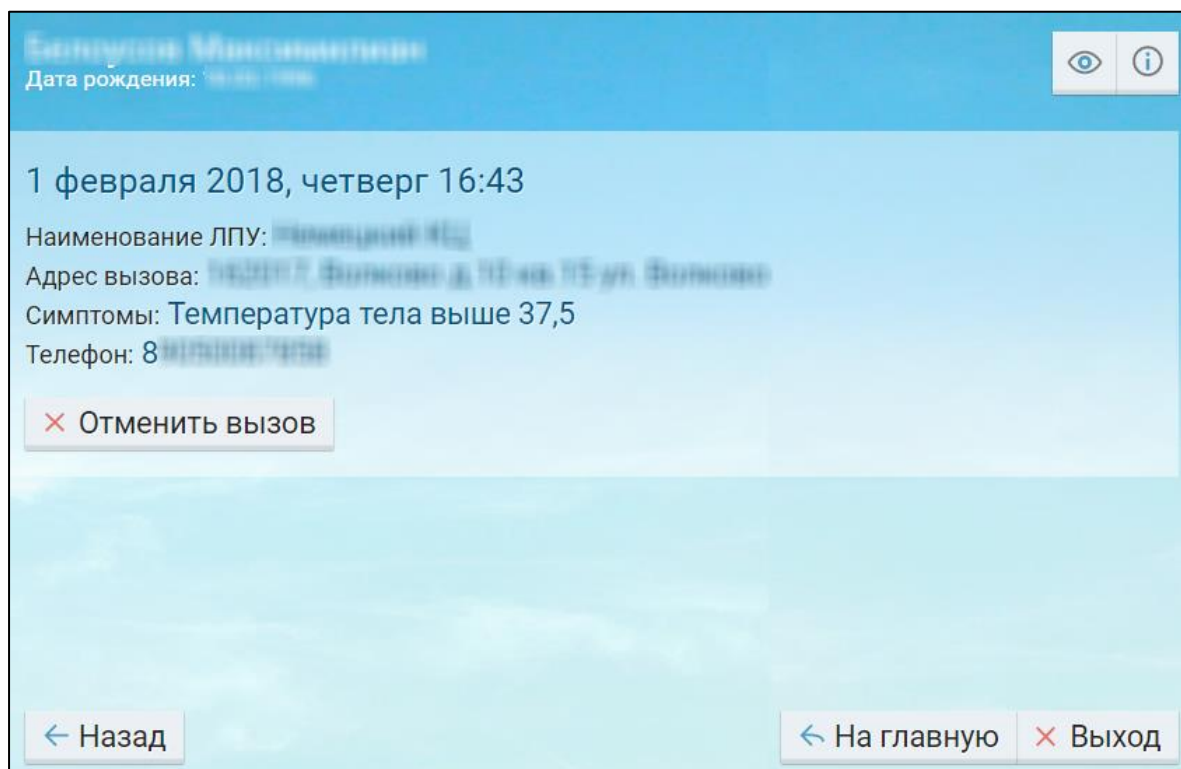 Дата рождения:
1 февраля 2018, четверг 16:43
Наименование ЛПУ:
Адрес вызова:
Симптомы: Температура тела выше 37,5
Телефон: 8
Отменить вызов
Назад
На главную
Выход